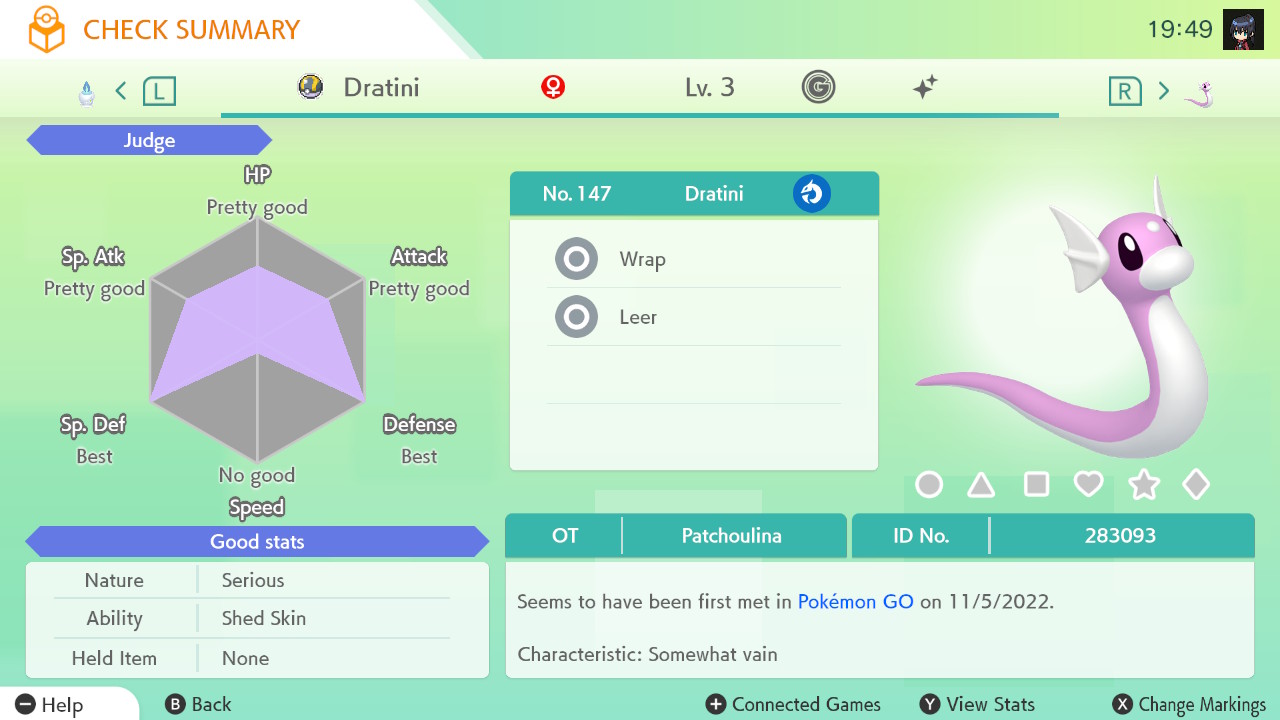 CHECK SUMMARY
19:49
L
Dratini
Lv. 3
G
R
Judge
HP
Pretty good
Sp. Atk
Pretty good
Attack
Pretty good
Sp. Def
Best
Defense
Best
No good
Speed
No. 147 Dratini
Wrap
Leer
Good stats
Nature Serious
Ability Shed Skin
Held Item None
OT Patchoulina
ID No. 283093
Seems to have been first met in Pokémon GO on 11/5/2022.
Characteristic: Somewhat vain
Help
B Back
Connected Games
Y View Stats
X Change Markings